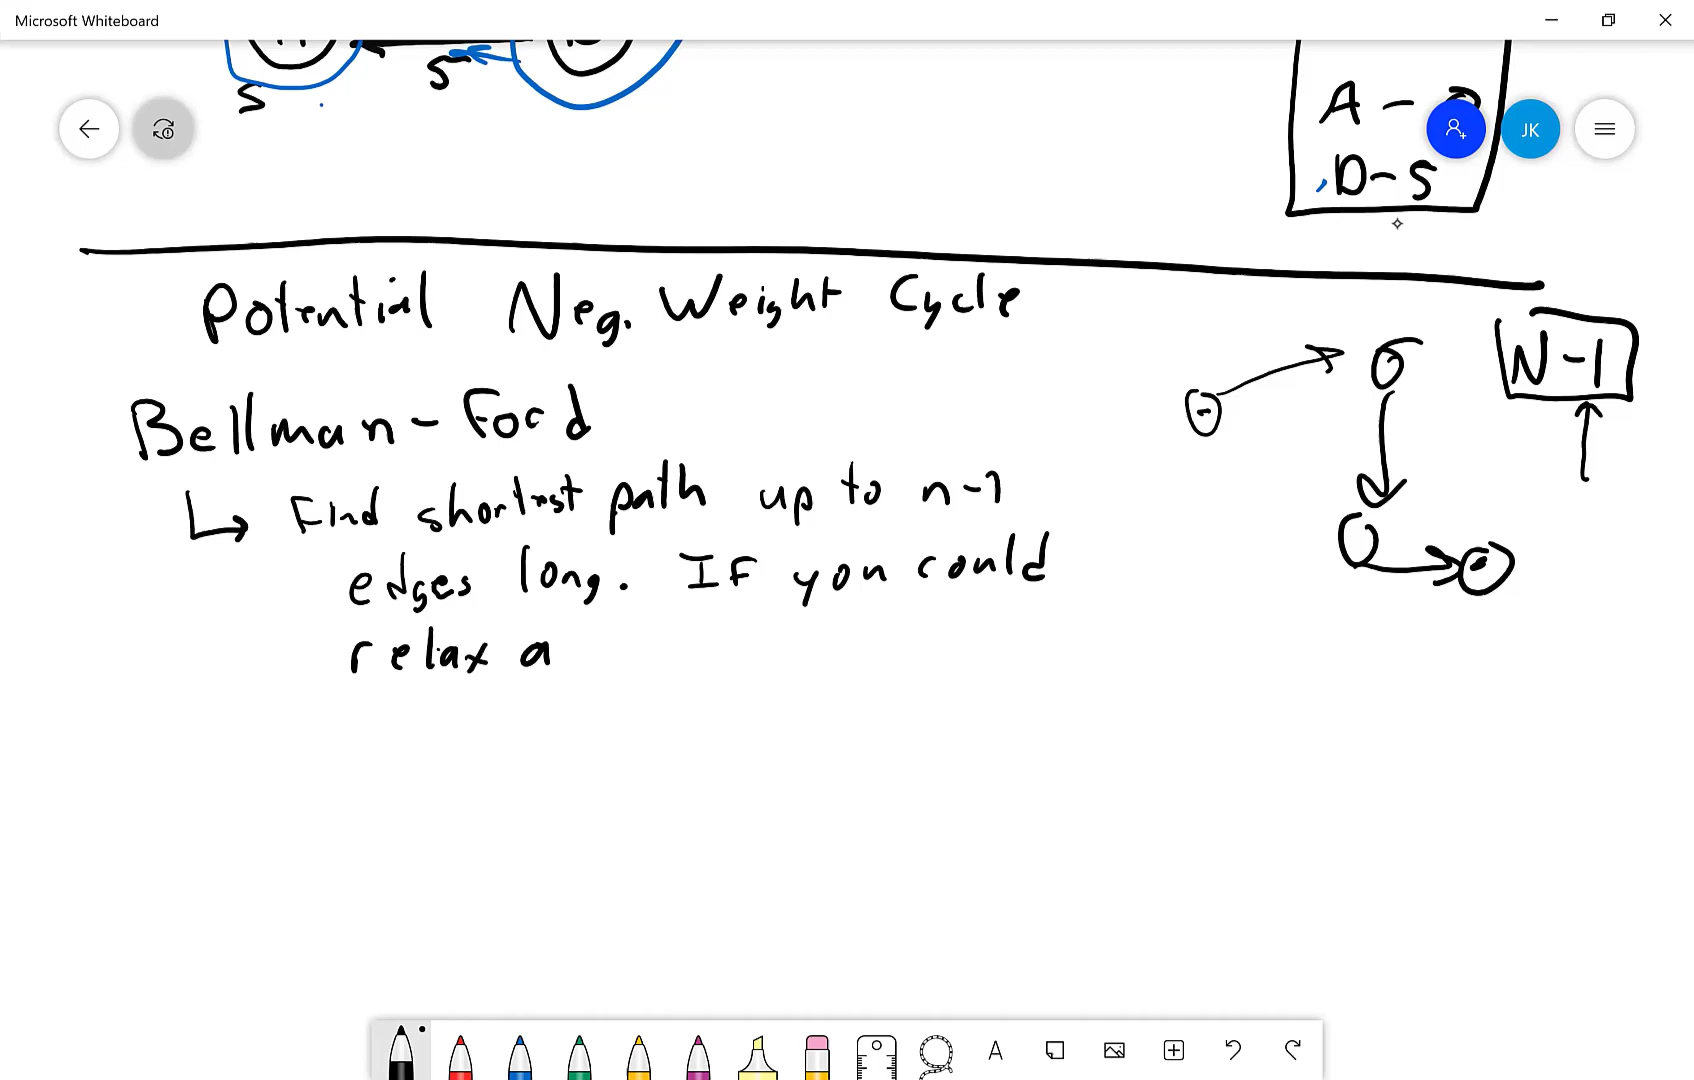 Microsoft Whiteboard
S
S
A -
D - 5
JK
Potential Neg. Weight Cycle
N-1
Bellman-Ford
Find shortest path up to n-1
edges long. If you could
relax a
A